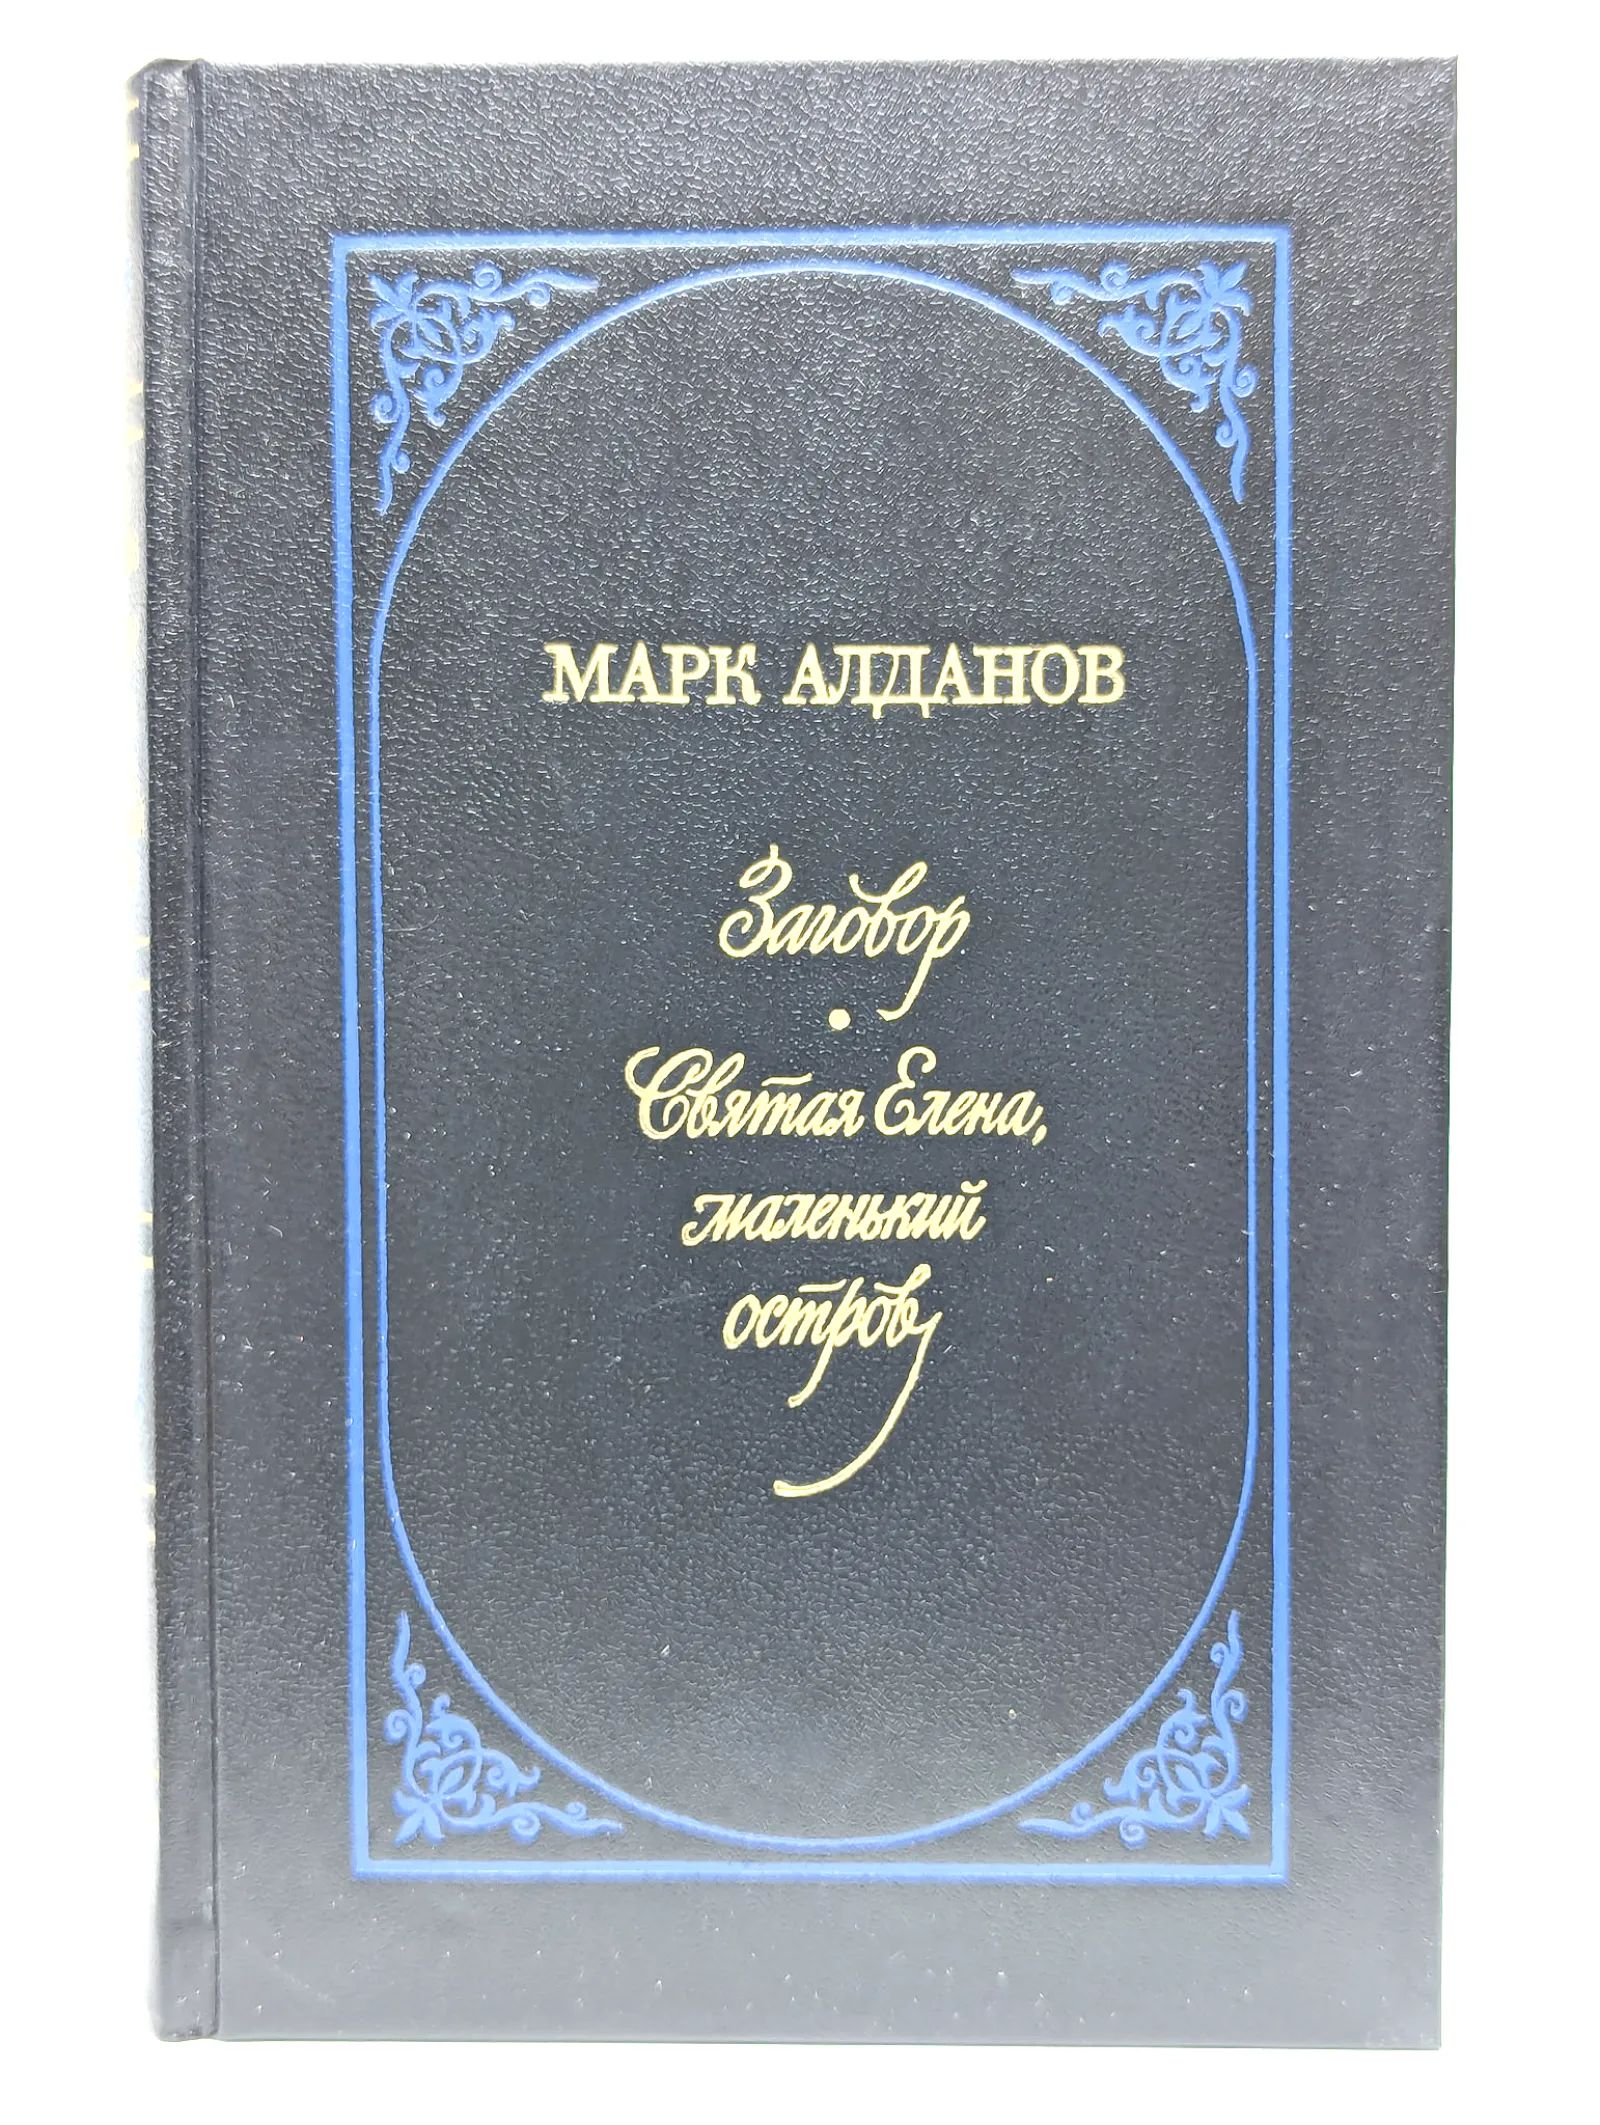 МАРК АЛДАНОВ
Заговор
•
Святая Елена,
маленький
остров